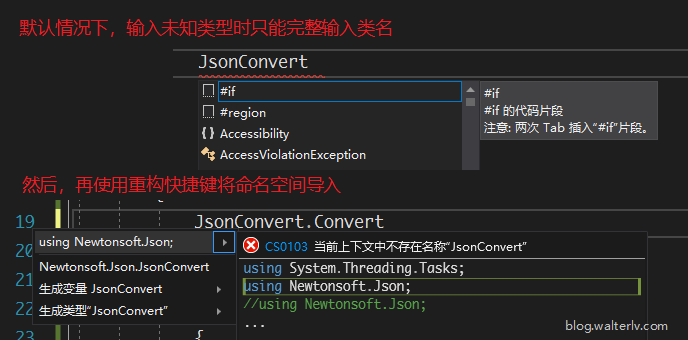 默认情况下，输入未知类型时只能完整输入类名
JsonConvert
#if
#region
Accessibility
AccessViolationException
#if
#if 的代码片段
注意: 两次 Tab 插入“#if”片段。
然后，再使用重构快捷键将命名空间导入
19
JsonConvert.Convert
20
using Newtonsoft.Json;
Newtonsoft.Json.JsonConvert
生成变量 JsonConvert
生成类型“JsonConvert”
CS0103 当前上下文中不存在名称“JsonConvert”
using System.Threading.Tasks;
using Newtonsoft.Json;
//using Newtonsoft.Json;
...
21
22
23
{
blog.walterlv.com